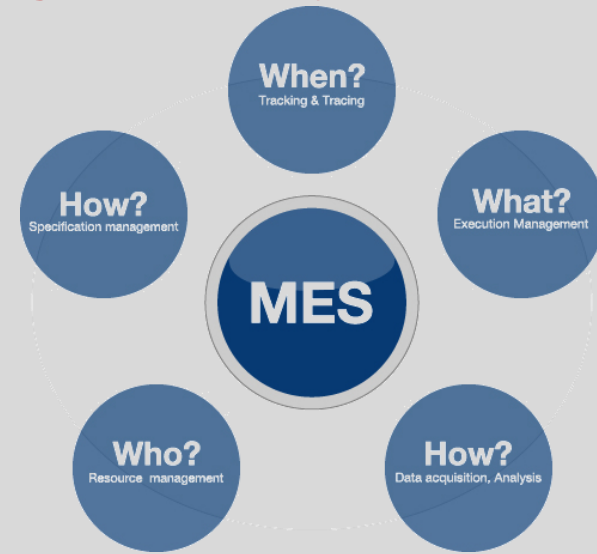 When?
Tracking & Tracing
How?
Specification management
What?
Execution Management
MES
Who?
Resource management
How?
Data acquisition, Analysis